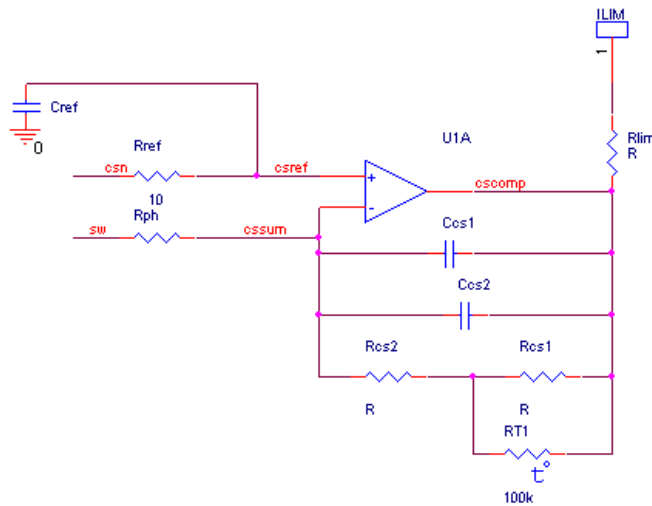 ILIM
1
Cref
0
Rref
U1A
Rlim
R
csn
csref
+
cscomp
10
Rph
-
sw
cssum
Ccs1
Ccs2
Rcs2
Rcs1
R
R
RT1
t°
100k